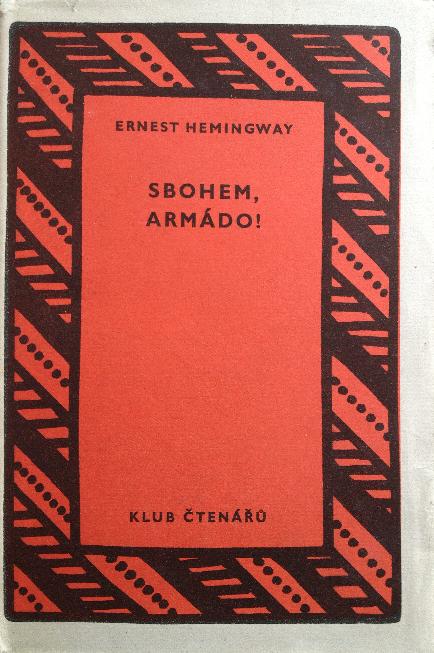 ERNEST HEMINGWAY
SBOHEM,
ARMÁDO!
KLUB ČTENÁŘŮ